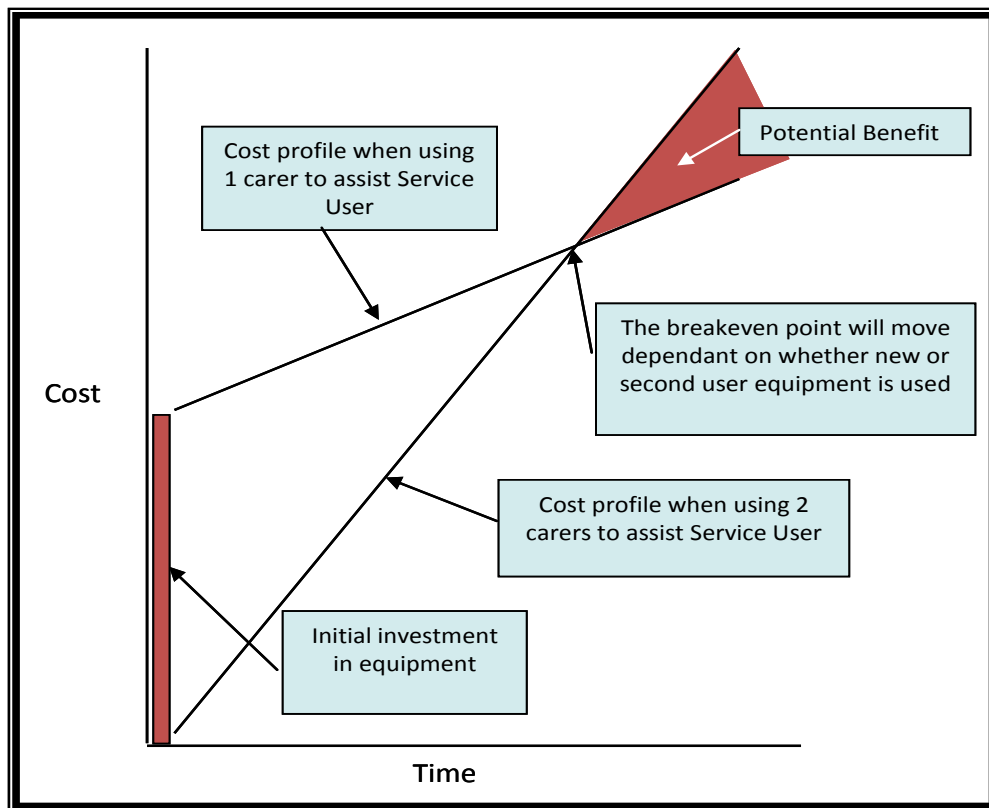 Potential Benefit
Cost profile when using
1 carer to assist Service
User
The breakeven point will move
dependant on whether new or
second user equipment is used
Cost
Cost profile when using 2
carers to assist Service User
Initial investment
in equipment
Time